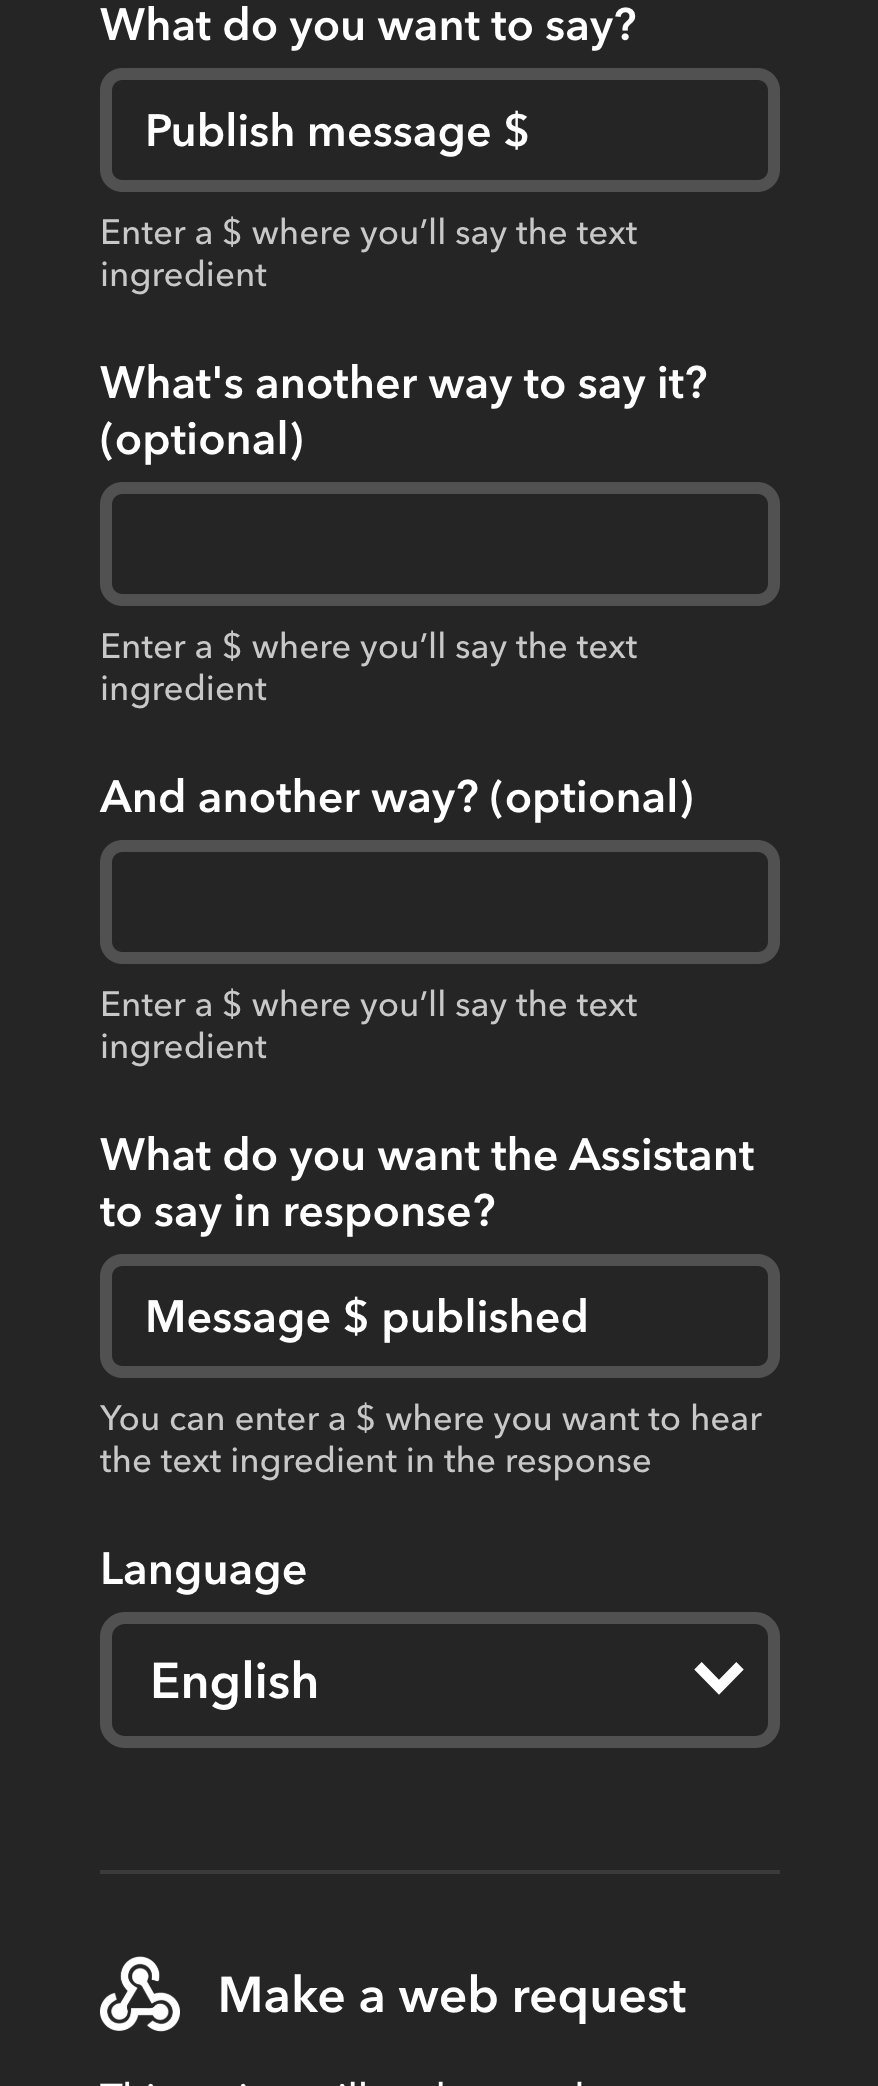 What do you want to say?
Publish message $
Enter a $ where you’ll say the text
ingredient
What's another way to say it?
(optional)
Enter a $ where you’ll say the text
ingredient
And another way? (optional)
Enter a $ where you’ll say the text
ingredient
What do you want the Assistant
to say in response?
Message $ published
You can enter a $ where you want to hear
the text ingredient in the response
Language
English
Make a web request